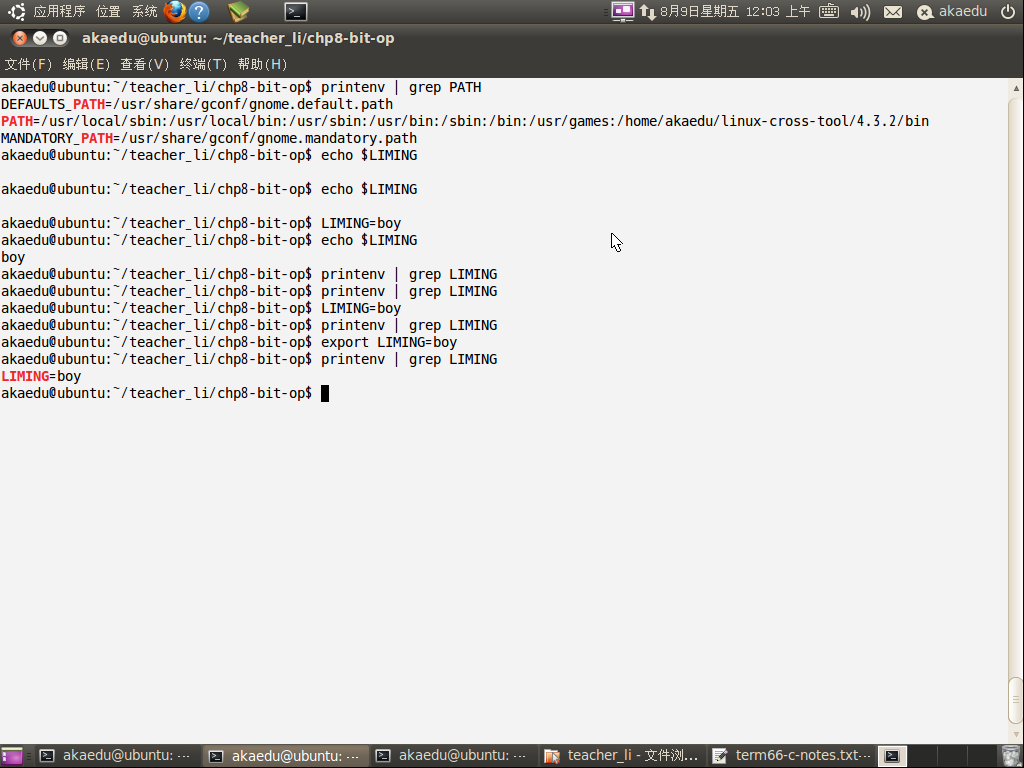 应用程序 位置 系统 8月9日星期五 12:03 上午 akaedu
akaedu@ubuntu: ~/teacher_li/chp8-bit-op
文件(F) 编辑(E) 查看(V) 终端(T) 帮助(H)
akaedu@ubuntu:~/teacher_li/chp8-bit-op$ printenv | grep PATH
DEFAULTS_PATH=/usr/share/gconf/gnome.default.path
PATH=/usr/local/sbin:/usr/local/bin:/usr/sbin:/usr/bin:/sbin:/bin:/usr/games:/home/akaedu/linux-cross-tool/4.3.2/bin
MANDATORY_PATH=/usr/share/gconf/gnome.mandatory.path
akaedu@ubuntu:~/teacher_li/chp8-bit-op$ echo $LIMING
akaedu@ubuntu:~/teacher_li/chp8-bit-op$ echo $LIMING
akaedu@ubuntu:~/teacher_li/chp8-bit-op$ LIMING=boy
akaedu@ubuntu:~/teacher_li/chp8-bit-op$ echo $LIMING
boy
akaedu@ubuntu:~/teacher_li/chp8-bit-op$ printenv | grep LIMING
akaedu@ubuntu:~/teacher_li/chp8-bit-op$ printenv | grep LIMING
akaedu@ubuntu:~/teacher_li/chp8-bit-op$ LIMING=boy
akaedu@ubuntu:~/teacher_li/chp8-bit-op$ printenv | grep LIMING
akaedu@ubuntu:~/teacher_li/chp8-bit-op$ export LIMING=boy
akaedu@ubuntu:~/teacher_li/chp8-bit-op$ printenv | grep LIMING
LIMING=boy
akaedu@ubuntu:~/teacher_li/chp8-bit-op$
akaedu@ubuntu: ... akaedu@ubuntu: ... akaedu@ubuntu: ... teacher_li - 文件浏... term66-c-notes.txt...